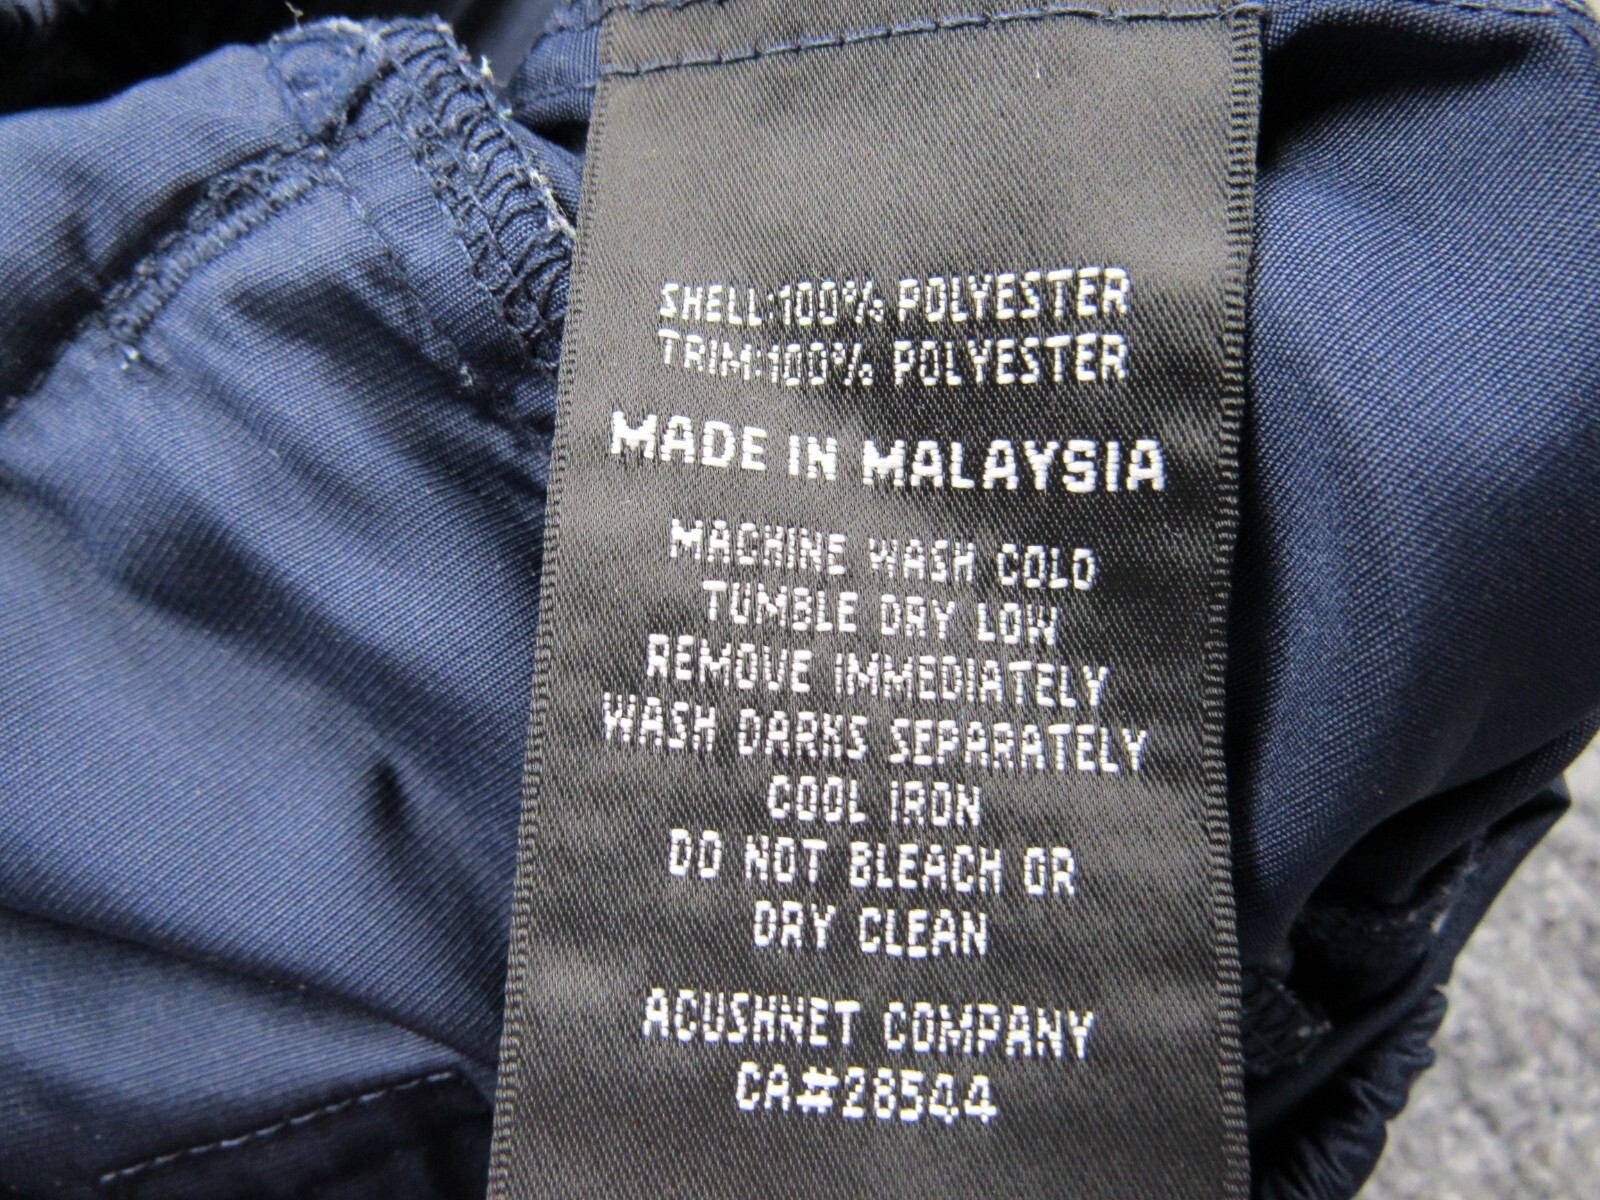 SHELL:100% POLYESTER
TRIM:100% POLYESTER
MADE IN MALAYSIA
MACHINE WASH COLD
TUMBLE DRY LOW
REMOVE IMMEDIATELY
WASH DARKS SEPARATELY
COOL IRON
DO NOT BLEACH OR
DRY CLEAN
ACUSHNET COMPANY
CA#28544